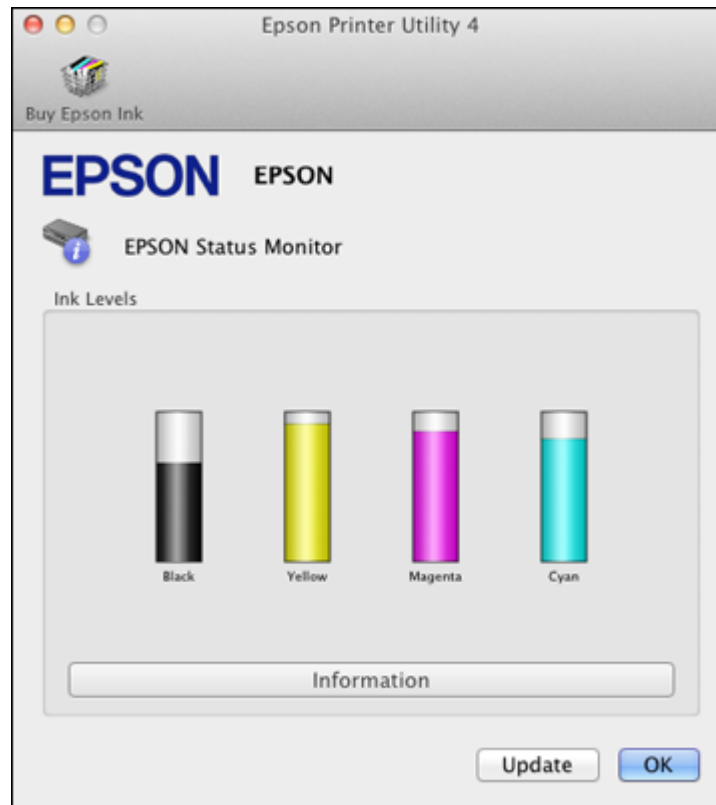 Epson Printer Utility 4
Buy Epson Ink
EPSON EPSON
EPSON Status Monitor
Ink Levels
Black Yellow Magenta Cyan
Information
Update OK